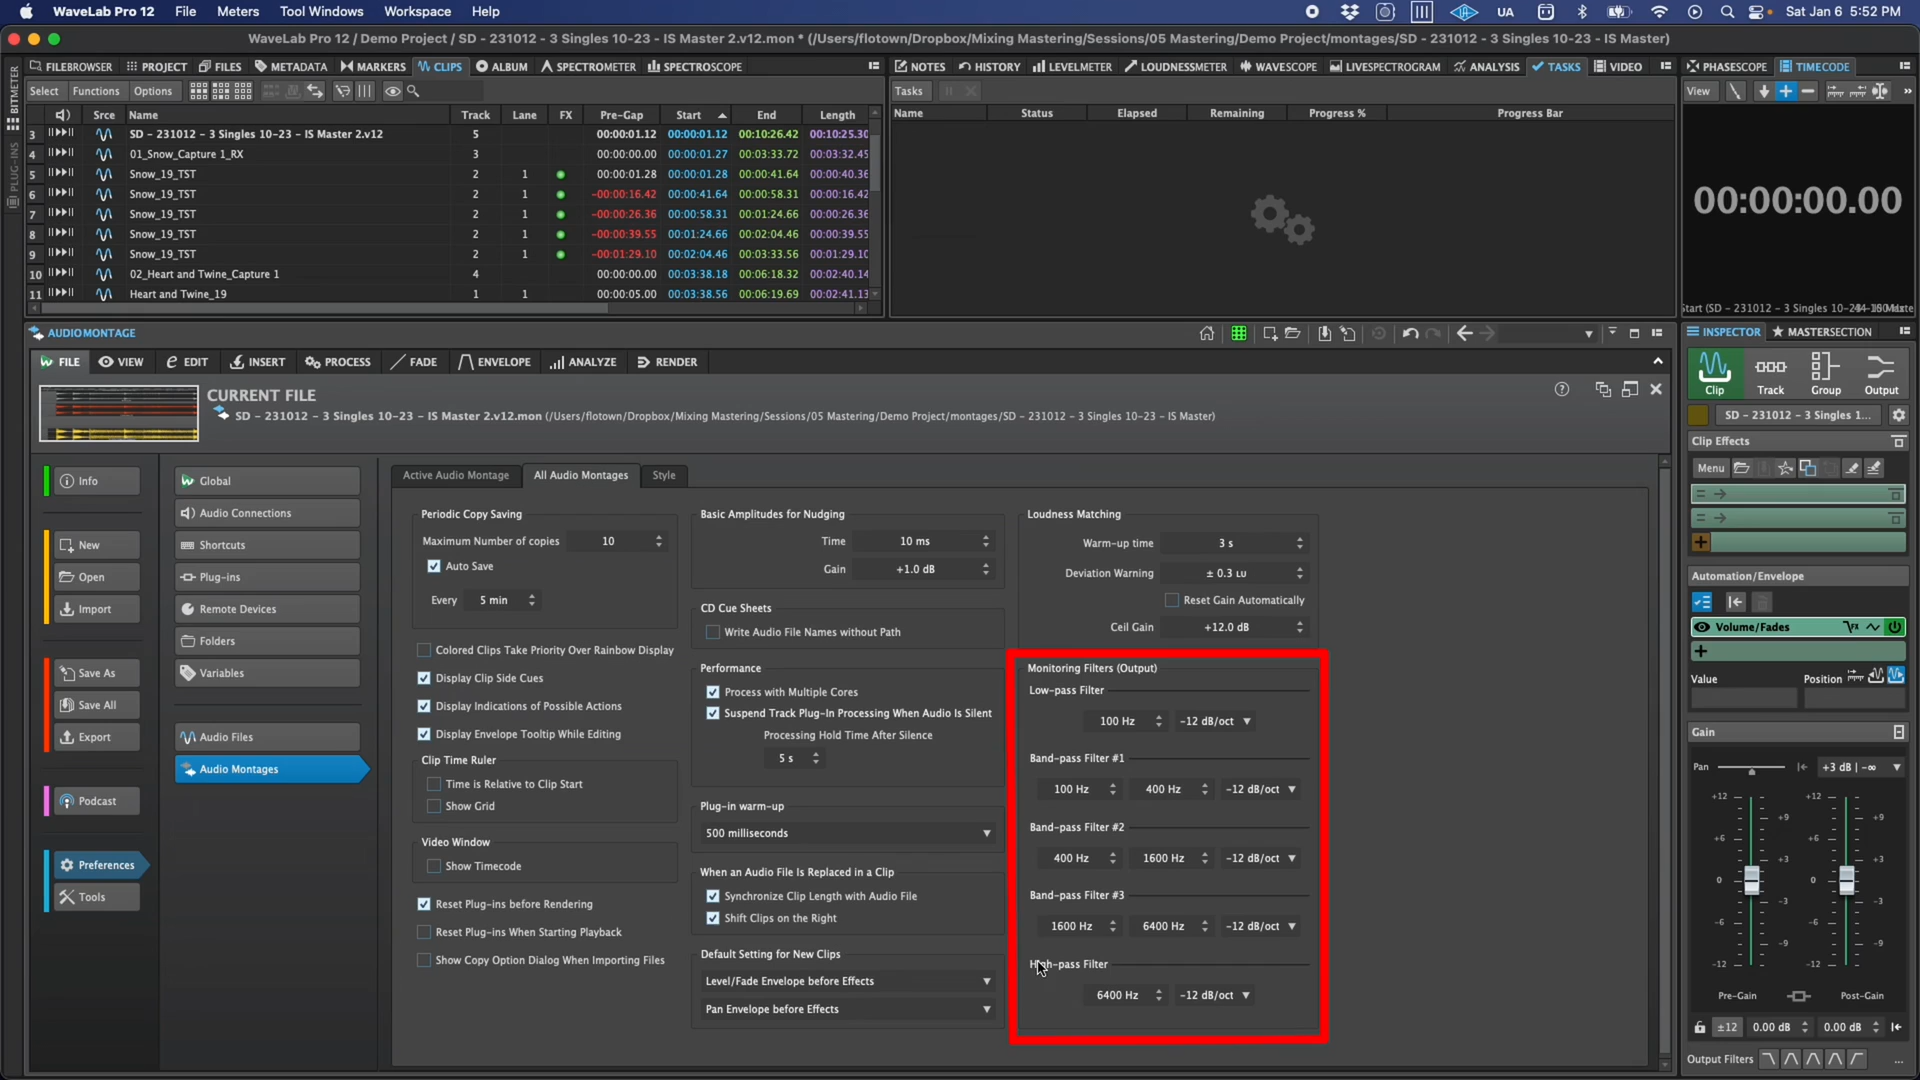 WaveLab Pro 12 File Meters Tool Windows Workspace Help UA Sat Jan 6 5:52 PM
WaveLab Pro 12 / Demo Project / SD - 231012 - 3 Singles 10-23 - IS Master 2.v12.mon * (/Users/flotown/Dropbox/Mixing Mastering/Sessions/05 Mastering/Demo Project/montages/SD - 231012 - 3 Singles 10-23 - IS Master)
BITMETER
PLUG-INS
FILEBROWSER PROJECT FILES METADATA MARKERS CLIPS ALBUM SPECTROMETER SPECTROSCOPE
Select Functions Options
Srce Name Track Lane FX Pre-Gap Start End Length
3 SD - 231012 - 3 Singles 10-23 - IS Master 2.v12 5 00:00:01.12 00:00:01.12 00:10:26.42 00:10:25.30
4 01_Snow_Capture 1_RX 3 00:00:00.00 00:00:01.27 00:03:33.72 00:03:32.45
5 Snow_19_TST 2 1 00:00:01.28 00:00:01.28 00:00:41.64 00:00:40.36
6 Snow_19_TST 2 1 -00:00:16.42 00:00:41.64 00:00:58.31 00:00:16.42
7 Snow_19_TST 2 1 -00:00:26.36 00:00:58.31 00:01:24.66 00:00:26.36
8 Snow_19_TST 2 1 -00:00:39.55 00:01:24.66 00:02:04.46 00:00:39.55
9 Snow_19_TST 2 1 -00:01:29.10 00:02:04.46 00:03:33.56 00:01:29.10
10 02_Heart and Twine_Capture 1 4 00:00:00.00 00:03:38.18 00:06:18.32 00:02:40.14
11 Heart and Twine_19 1 1 00:00:05.00 00:03:38.56 00:06:19.69 00:02:41.13
NOTES HISTORY LEVELMETER LOUDNESSMETER WAVESCOPE LIVESPECTROGRAM ANALYSIS TASKS VIDEO
Tasks
Name Status Elapsed Remaining Progress % Progress Bar
PHASESCOPE TIMECODE
View
00:00:00.00
AUDIO MONTAGE
FILE VIEW EDIT INSERT PROCESS FADE ENVELOPE ANALYZE RENDER
CURRENT FILE
SD - 231012 - 3 Singles 10-23 - IS Master 2.v12.mon (/Users/flotown/Dropbox/Mixing Mastering/Sessions/05 Mastering/Demo Project/montages/SD - 231012 - 3 Singles 10-23 - IS Master)
Info
New
Open
Import
Save As
Save All
Export
Podcast
Preferences
Tools
Global
Audio Connections
Shortcuts
Plug-ins
Remote Devices
Folders
Variables
Audio Files
Audio Montages
Active Audio Montage All Audio Montages Style
Periodic Copy Saving
Maximum Number of copies 10
Auto Save
Every 5 min
Colored Clips Take Priority Over Rainbow Display
Display Clip Side Cues
Display Indications of Possible Actions
Display Envelope Tooltip While Editing
Clip Time Ruler
Time is Relative to Clip Start
Show Grid
Video Window
Show Timecode
Reset Plug-ins before Rendering
Reset Plug-ins When Starting Playback
Show Copy Option Dialog When Importing Files
Basic Amplitudes for Nudging
Time 10 ms
Gain +1.0 dB
CD Cue Sheets
Write Audio File Names without Path
Performance
Process with Multiple Cores
Suspend Track Plug-In Processing When Audio Is Silent
Processing Hold Time After Silence
5 s
Plug-in warm-up
500 milliseconds
When an Audio File Is Replaced in a Clip
Synchronize Clip Length with Audio File
Shift Clips on the Right
Default Setting for New Clips
Level/Fade Envelope before Effects
Pan Envelope before Effects
Loudness Matching
Warm-up time 3 s
Deviation Warning ± 0.3 LU
Reset Gain Automatically
Ceil Gain +12.0 dB
Monitoring Filters (Output)
Low-pass Filter
100 Hz -12 dB/oct
Band-pass Filter #1
100 Hz 400 Hz -12 dB/oct
Band-pass Filter #2
400 Hz 1600 Hz -12 dB/oct
Band-pass Filter #3
1600 Hz 6400 Hz -12 dB/oct
High-pass Filter
6400 Hz -12 dB/oct
INSPECTOR MASTERSECTION
Clip Track Group Output
SD - 231012 - 3 Singles 1...
Clip Effects
Menu
Automation/Envelope
Volume/Fades
Value Position
Gain
Pan +3 dB | -∞
+12 +12
+9 +9
+6 +6
+3 +3
0 0
-3 -3
-6 -6
-9 -9
-12 -12
Pre-Gain Post-Gain
±12 0.00 dB 0.00 dB
Output Filters ...